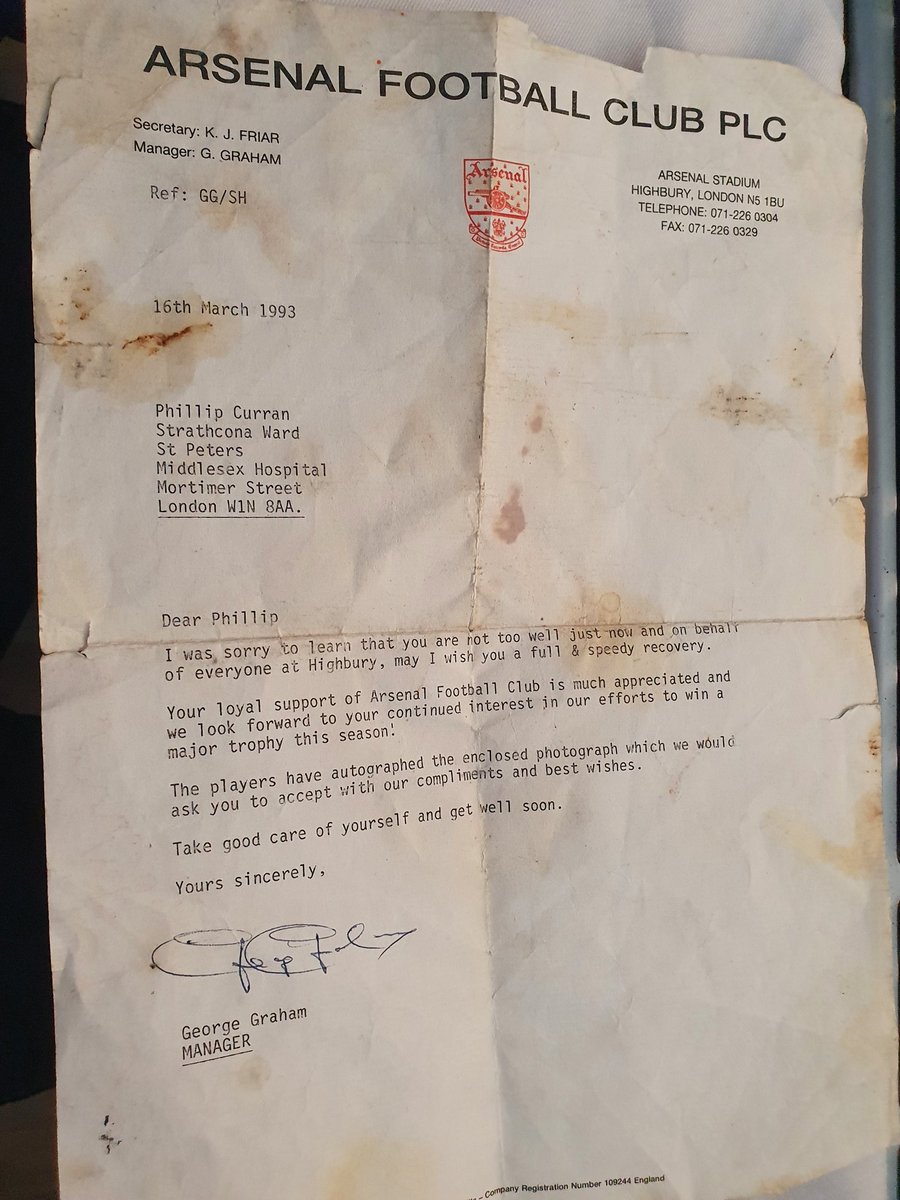 ARSENAL FOOTBALL CLUB PLC
Secretary: K. J. FRIAR
Manager: G. GRAHAM
Ref: GG/SH
Arsenal
ARSENAL STADIUM
HIGHBURY, LONDON N5 1BU
TELEPHONE: 071-226 0304
FAX: 071-226 0329
16th March 1993
Phillip Curran
Strathcona Ward
St Peters
Middlesex Hospital
Mortimer Street
London W1N 8AA.
Dear Phillip
I was sorry to learn that you are not too well just now and on behalf
of everyone at Highbury, may I wish you a full & speedy recovery.
Your loyal support of Arsenal Football Club is much appreciated and
we look forward to your continued interest in our efforts to win a
major trophy this season!
The players have autographed the enclosed photograph which we would
ask you to accept with our compliments and best wishes.
Take good care of yourself and get well soon.
Yours sincerely,
George Graham
MANAGER
– Company Registration Number 109244 England